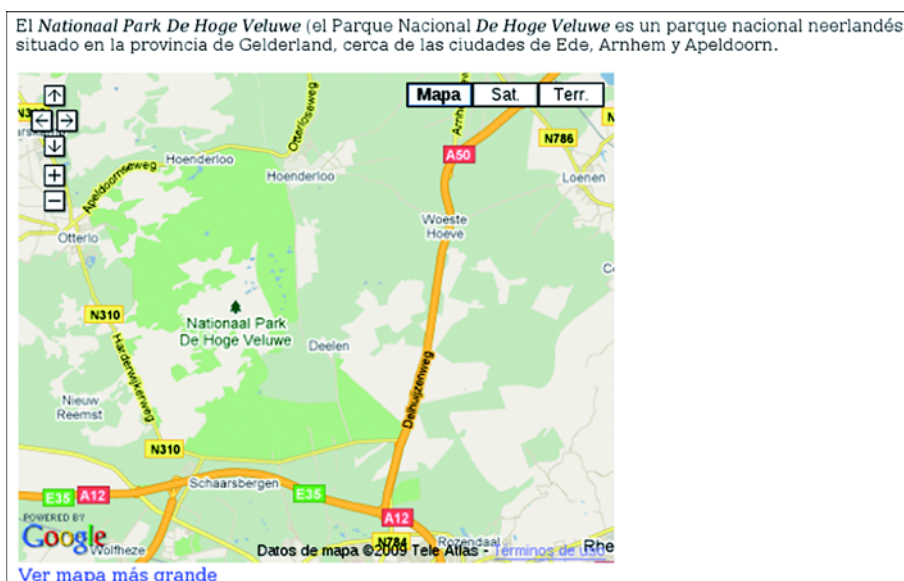 El Nationaal Park De Hoge Veluwe (el Parque Nacional De Hoge Veluwe es un parque nacional neerlandés
situado en la provincia de Gelderland, cerca de las ciudades de Ede, Arnhem y Apeldoorn.
Mapa Sat. Terr.
Otterloseweg
A50
N786
Hoenderloo
Hoenderloo
Loenen
Apeldoornseweg
Woeste
Hoeve
Otterlo
N310
Nationaal Park
De Hoge Veluwe
Deelen
Harderwijkerweg
Delhuijzenweg
Nieuw
Reemst
N310
Schaarsbergen
E35 A12
E35
A12
POWERED BY
Google
Wolfheze
N784
Rozendaal
Datos de mapa ©2009 Tele Atlas - Términos de uso
Ver mapa más grande